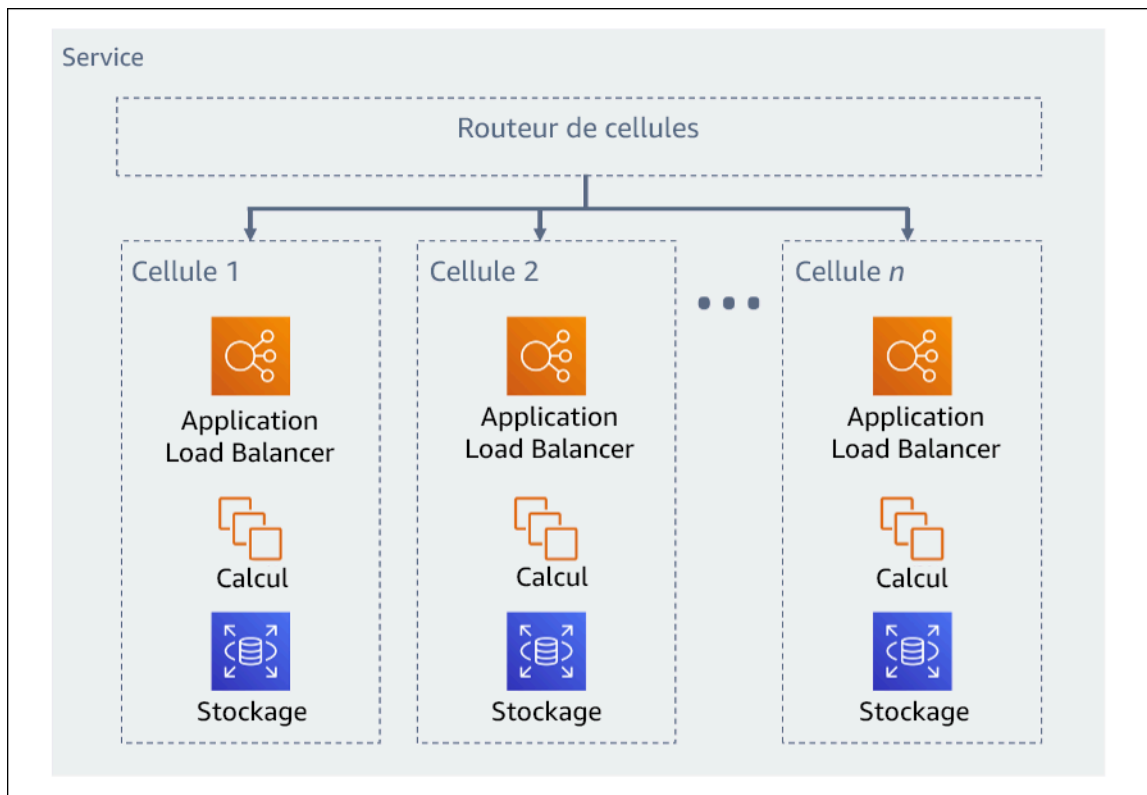 Service
Routeur de cellules
Cellule 1
Application
Load Balancer
Calcul
Stockage
Cellule 2
Application
Load Balancer
Calcul
Stockage
Cellule n
Application
Load Balancer
Calcul
Stockage